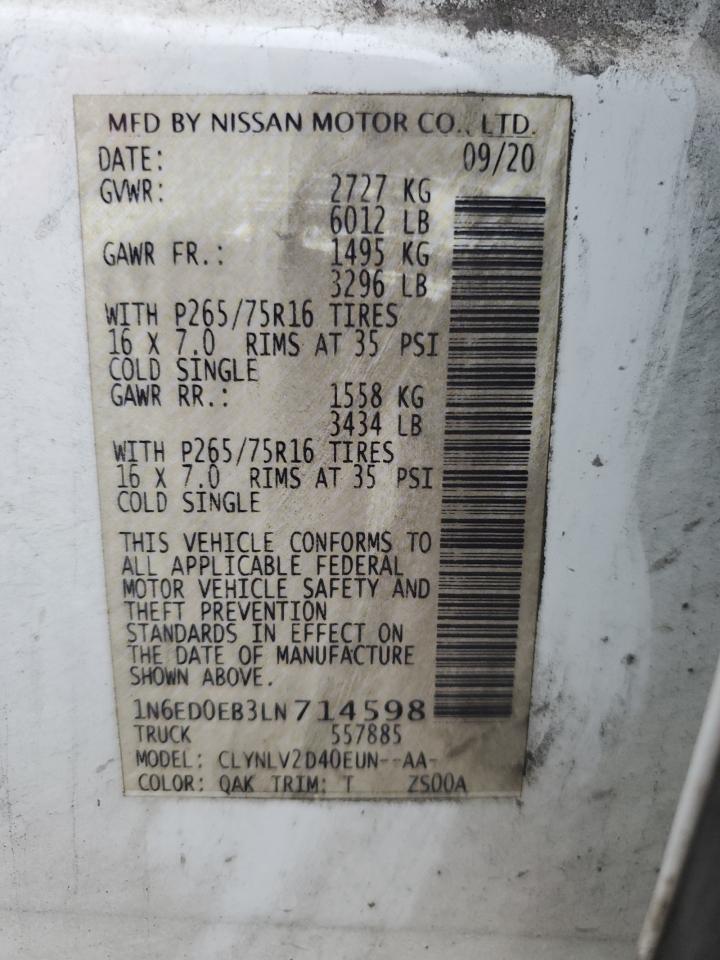 MFD BY NISSAN MOTOR CO., LTD.
DATE: 09/20
GVWR: 2727 KG
6012 LB
GAWR FR.: 1495 KG
3296 LB
WITH P265/75R16 TIRES
16 X 7.0 RIMS AT 35 PSI
COLD SINGLE
GAWR RR.: 1558 KG
3434 LB
WITH P265/75R16 TIRES
16 X 7.0 RIMS AT 35 PSI
COLD SINGLE
THIS VEHICLE CONFORMS TO
ALL APPLICABLE FEDERAL
MOTOR VEHICLE SAFETY AND
THEFT PREVENTION
STANDARDS IN EFFECT ON
THE DATE OF MANUFACTURE
SHOWN ABOVE.
1N6ED0EB3LN714598
TRUCK 557885
MODEL: CLYNLV2D40EUN--AA-
COLOR: QAK TRIM: T ZS00A